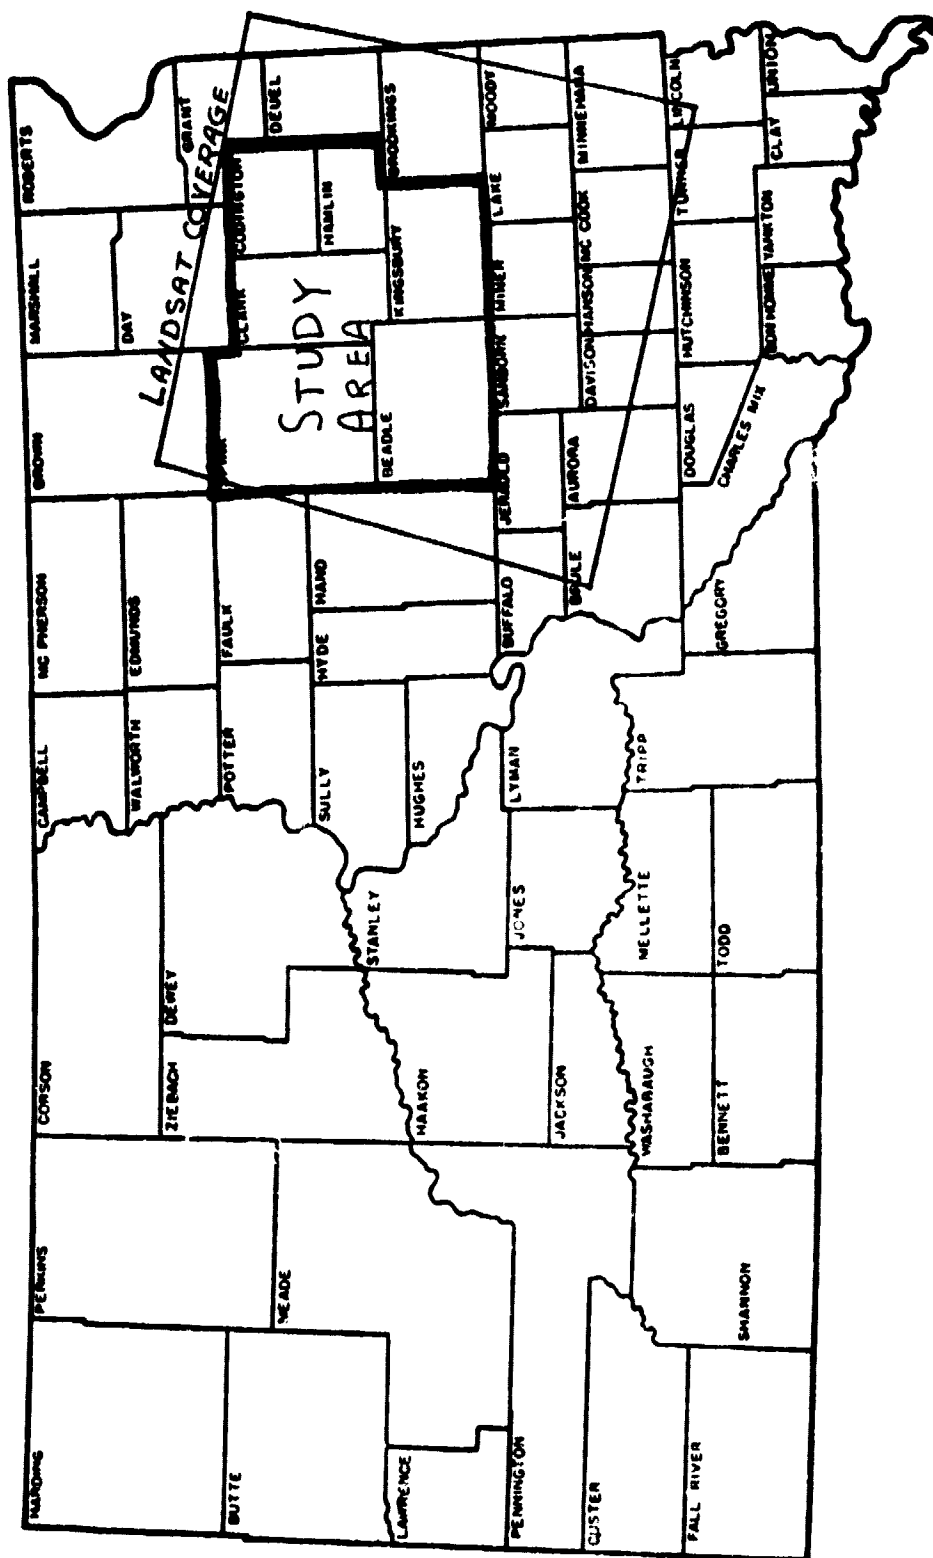 HARDING
PERKINS
CORSON
CAMPBELL
MC PHERSON
BROWN
MARSHALL
ROBERTS
WALWORTH
EDMUNDS
DAY
GRANT
LANDSAT COVERAGE
BUTTE
MEADE
ZIEBACH
DEWEY
POTTER
FAULK
CLARK
CODINGTON
DEUEL
STUDY
AREA
HAMLIN
SULLY
HYDE
HAND
BEADLE
KINGSBURY
BROOKINGS
LAWRENCE
HAAKON
STANLEY
HUGHES
PENNINGTON
JACKSON
JONES
LYMAN
BUFFALO
JERAULD
SANBORN
MINER
LAKE
MOODY
BRULE
AURORA
DAVISON
HANSON
MC COOK
MINNEHAHA
CUSTER
WASHABAUGH
MELLETTE
TRIPP
GREGORY
DOUGLAS
CHARLES MIX
HUTCHINSON
TURNER
LINCOLN
FALL RIVER
SHANNON
BENNETT
TODD
BON HOMME
YANKTON
CLAY
UNION